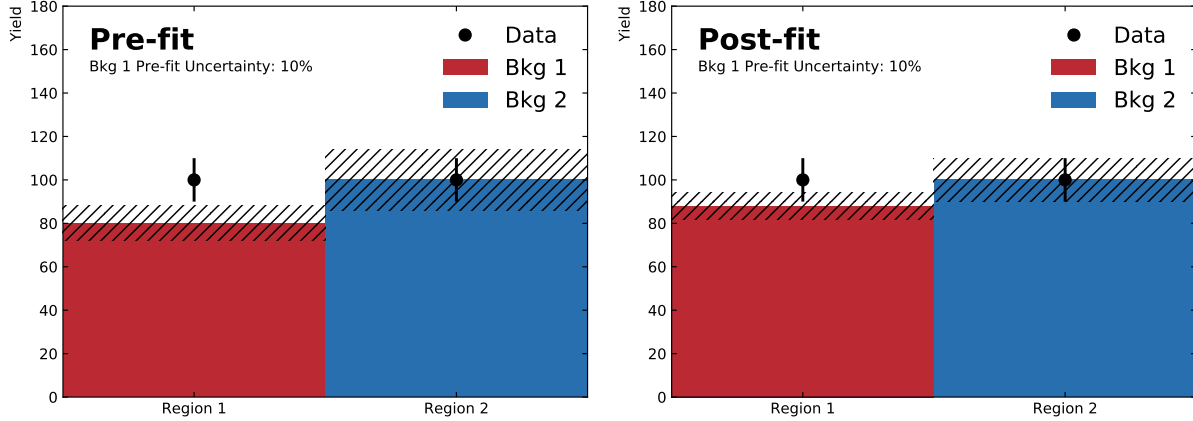 Yield
180
160
140
120
100
80
60
40
20
0
Pre-fit
Bkg 1 Pre-fit Uncertainty: 10%
Data
Bkg 1
Bkg 2
Region 1
Region 2
Yield
180
160
140
120
100
80
60
40
20
0
Post-fit
Bkg 1 Pre-fit Uncertainty: 10%
Data
Bkg 1
Bkg 2
Region 1
Region 2